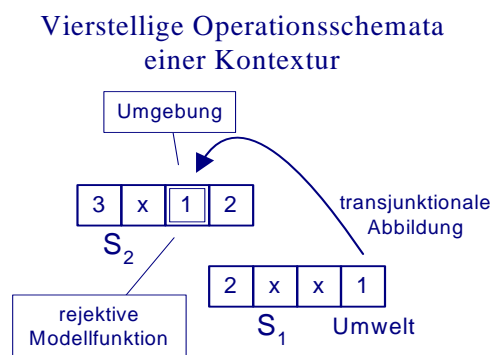 Vierstellige Operationsschemata
einer Kontextur
Umgebung
3 x 1 2
S2
transjunktionale
Abbildung
2 x x 1
S1 Umwelt
rejektive
Modellfunktion